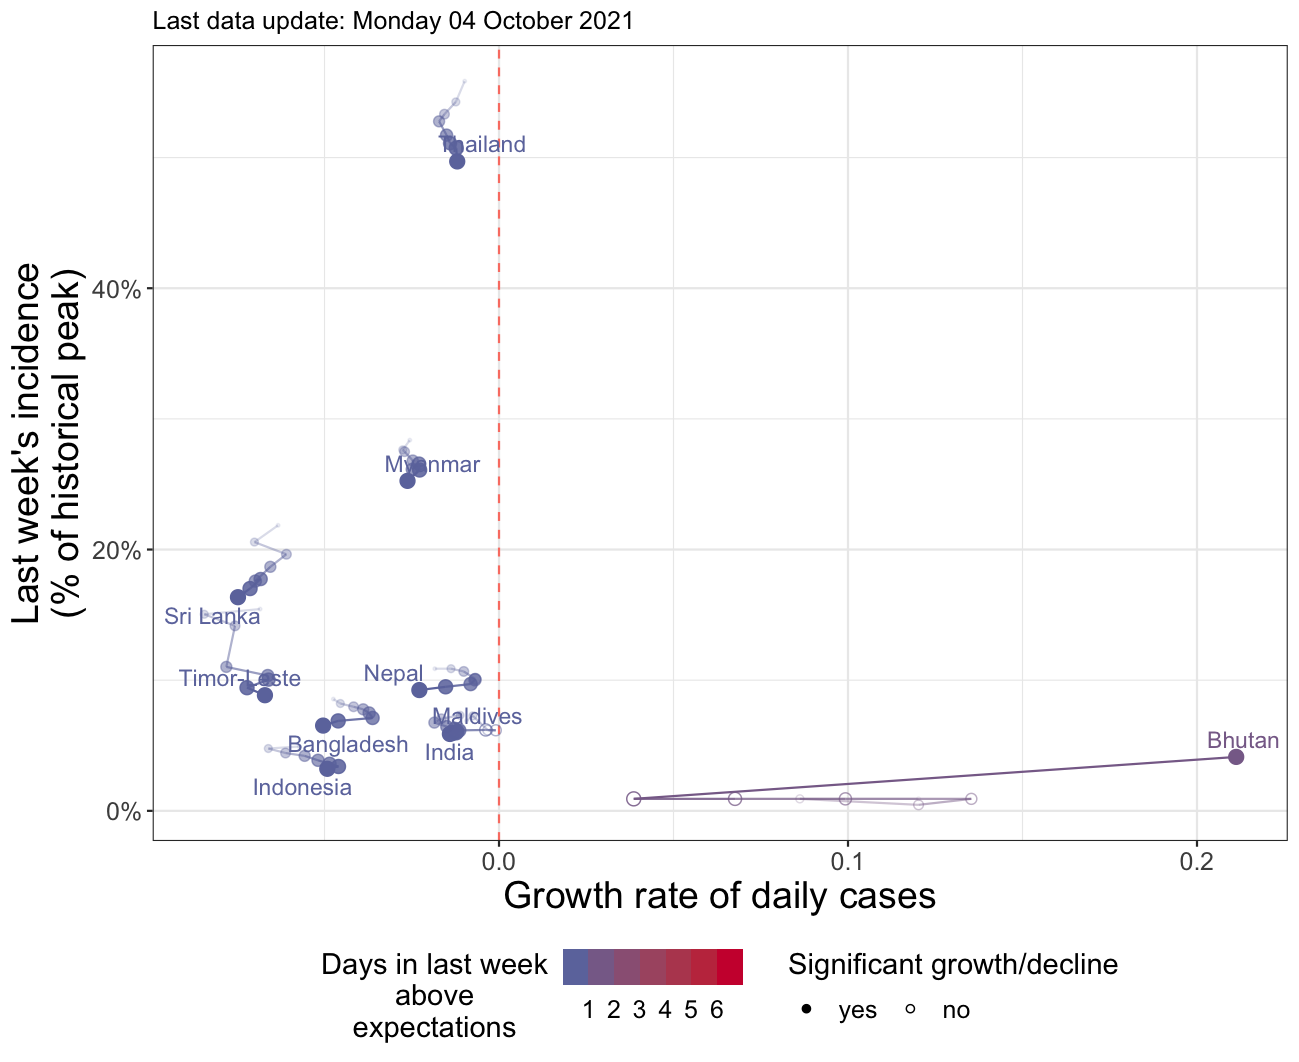 Last data update: Monday 04 October 2021
Last week's incidence
(% of historical peak)
40%
20%
0%
Thailand
Myanmar
Sri Lanka
Timor-Leste
Nepal
Maldives
Bangladesh
India
Bhutan
Indonesia
0.0
0.1
0.2
Growth rate of daily cases
Days in last week
above
expectations
1 2 3 4 5 6
Significant growth/decline
yes
no